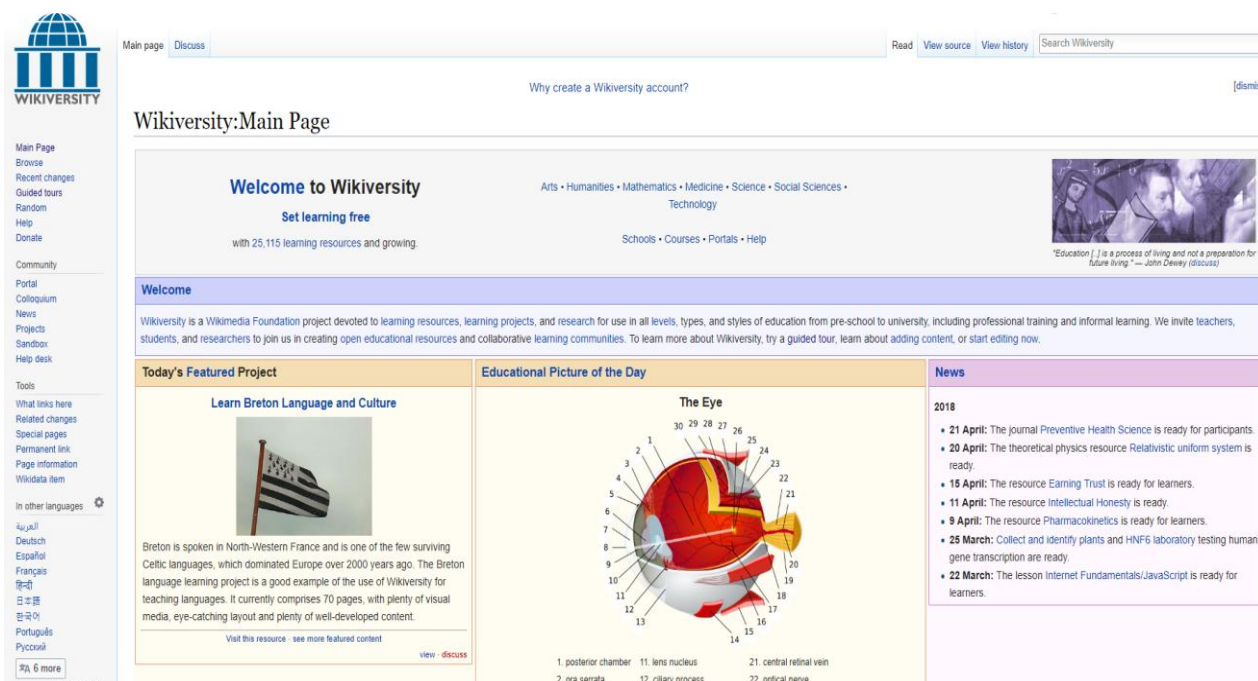 WIKIVERSITY
Main page Discuss
Read View source View history Search Wikiversity
Why create a Wikiversity account?
Wikiversity:Main Page
Main Page
Browse
Recent changes
Guided tours
Random
Help
Donate
Community
Portal
Colloquium
News
Projects
Sandbox
Help desk
Tools
What links here
Related changes
Special pages
Permanent link
Page information
Wikidata item
In other languages
العربية
Deutsch
Español
Français
हिन्दी
日本語
한국어
Português
Русский
6 more
Welcome to Wikiversity
Set learning free
with 25,115 learning resources and growing.
Arts • Humanities • Mathematics • Medicine • Science • Social Sciences •
Technology
Schools • Courses • Portals • Help
"Education [..] is a process of living and not a preparation for
future living." — John Dewey (discuss)
Welcome
Wikiversity is a Wikimedia Foundation project devoted to learning resources, learning projects, and research for use in all levels, types, and styles of education from pre-school to university, including professional training and informal learning. We invite teachers,
students, and researchers to join us in creating open educational resources and collaborative learning communities. To learn more about Wikiversity, try a guided tour, learn about adding content, or start editing now.
Today's Featured Project
Learn Breton Language and Culture
Breton is spoken in North-Western France and is one of the few surviving
Celtic languages, which dominated Europe over 2000 years ago. The Breton
language learning project is a good example of the use of Wikiversity for
teaching languages. It currently comprises 70 pages, with plenty of visual
media, eye-catching layout and plenty of well-developed content.
Visit this resource - see more featured content
view · discuss
Educational Picture of the Day
The Eye
30 29 28 27 26
1 25
2 24
3 23
4 22
5 21
6
7
8
9 20
10 19
11 18
12 17
13 16
14 15
1. posterior chamber 11. lens nucleus 21. central retinal vein
2. ora serrata 12. ciliary process 22. optical nerve
News
2018
• 21 April: The journal Preventive Health Science is ready for participants.
• 20 April: The theoretical physics resource Relativistic uniform system is
ready.
• 15 April: The resource Earning Trust is ready for learners.
• 11 April: The resource Intellectual Honesty is ready.
• 9 April: The resource Pharmacokinetics is ready for learners.
• 25 March: Collect and identify plants and HNF6 laboratory testing human
gene transcription are ready.
• 22 March: The lesson Internet Fundamentals/JavaScript is ready for
learners.